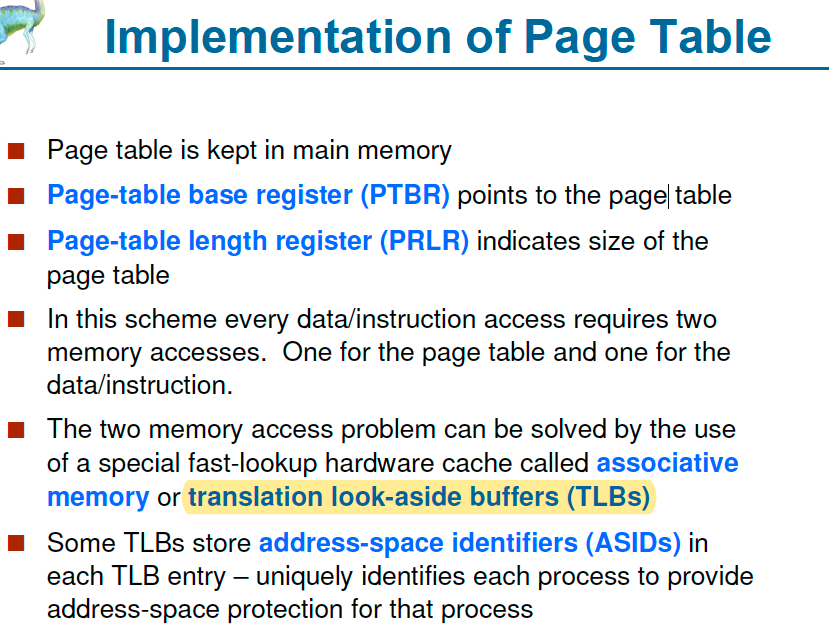 Implementation of Page Table
Page table is kept in main memory
Page-table base register (PTBR) points to the page table
Page-table length register (PRLR) indicates size of the
page table
In this scheme every data/instruction access requires two
memory accesses.  One for the page table and one for the
data/instruction.
The two memory access problem can be solved by the use
of a special fast-lookup hardware cache called associative
memory or translation look-aside buffers (TLBs)
Some TLBs store address-space identifiers (ASIDs) in
each TLB entry – uniquely identifies each process to provide
address-space protection for that process